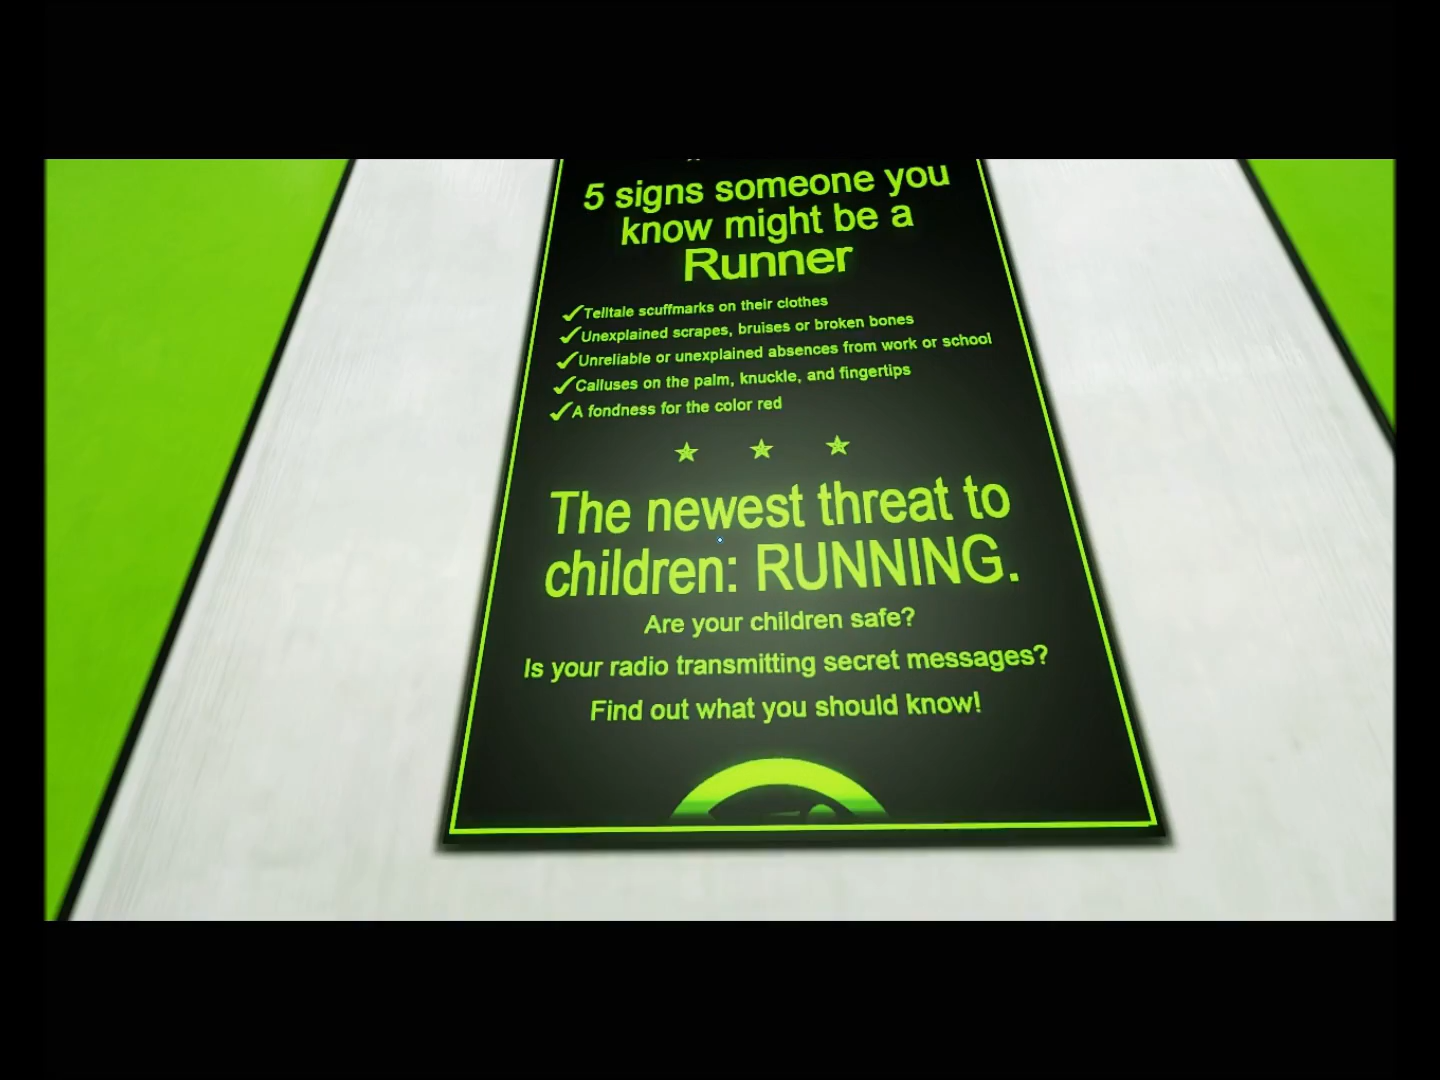 5 signs someone you
know might be a
Runner
Telltale scuffmarks on their clothes
Unexplained scrapes, bruises or broken bones
Unreliable or unexplained absences from work or school
Calluses on the palm, knuckle, and fingertips
A fondness for the color red
The newest threat to
children: RUNNING.
Are your children safe?
Is your radio transmitting secret messages?
Find out what you should know!